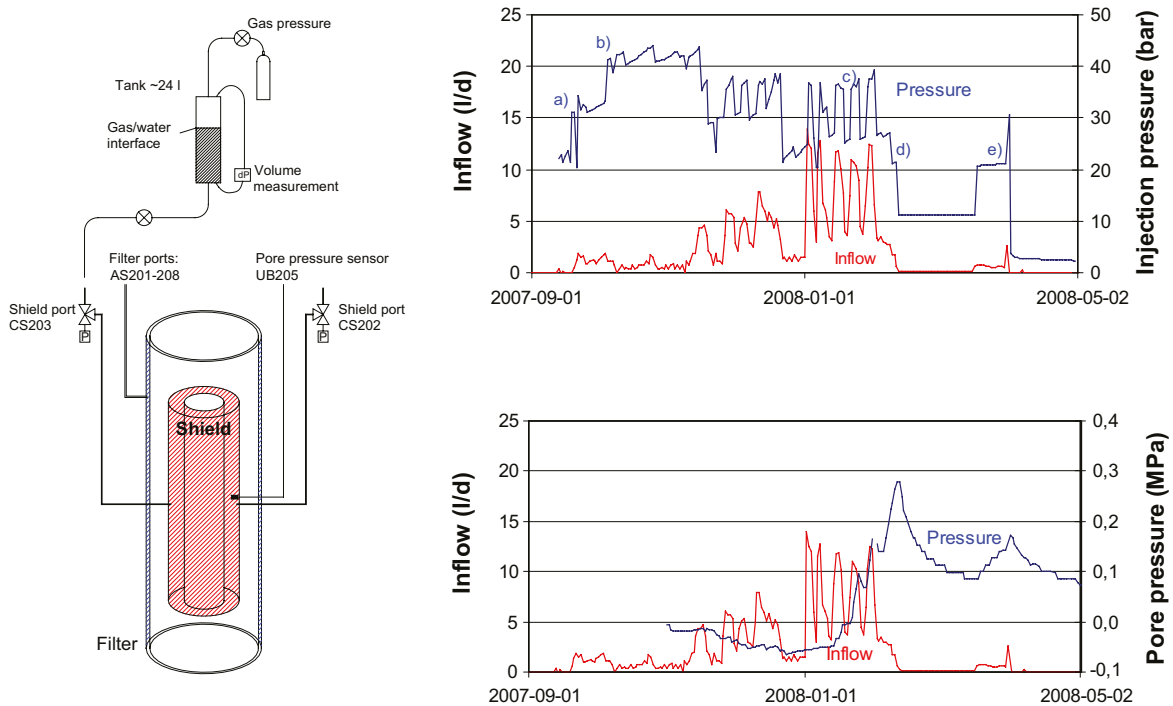 Gas pressure
Tank ~24 l
Gas/water
interface
dP
Volume
measurement
Filter ports:
AS201-208
Pore pressure sensor
UB205
Shield port
CS203
P
Shield port
CS202
P
Shield
Filter
Inflow (l/d)
25
20
15
10
5
0
a)
b)
c)
d)
e)
Pressure
Inflow
50
40
30
20
10
0
Injection pressure (bar)
2007-09-01
2008-01-01
2008-05-02
Inflow (l/d)
25
20
15
10
5
0
Pressure
Inflow
0,4
0,3
0,2
0,1
0,0
-0,1
Pore pressure (MPa)
2007-09-01
2008-01-01
2008-05-02